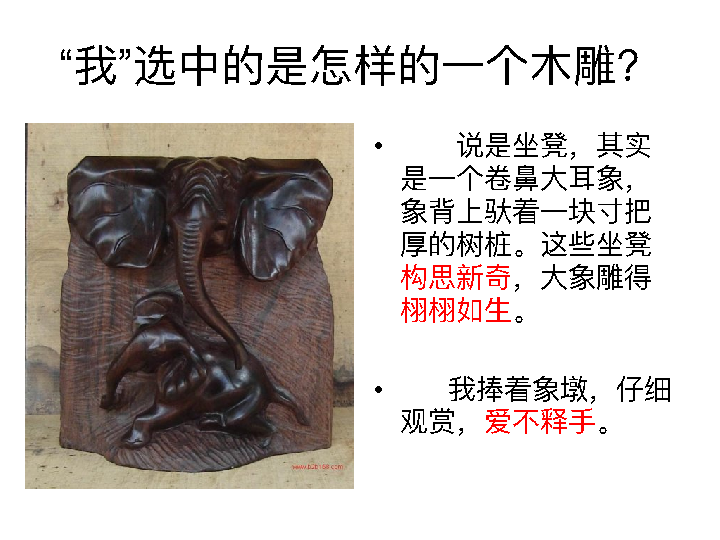 “我”选中的是怎样的一个木雕？
• 说是坐凳，其实
是一个卷鼻大耳象，
象背上驮着一块寸把
厚的树桩。这些坐凳
构思新奇，大象雕得
栩栩如生。
• 我捧着象墩，仔细
观赏，爱不释手。